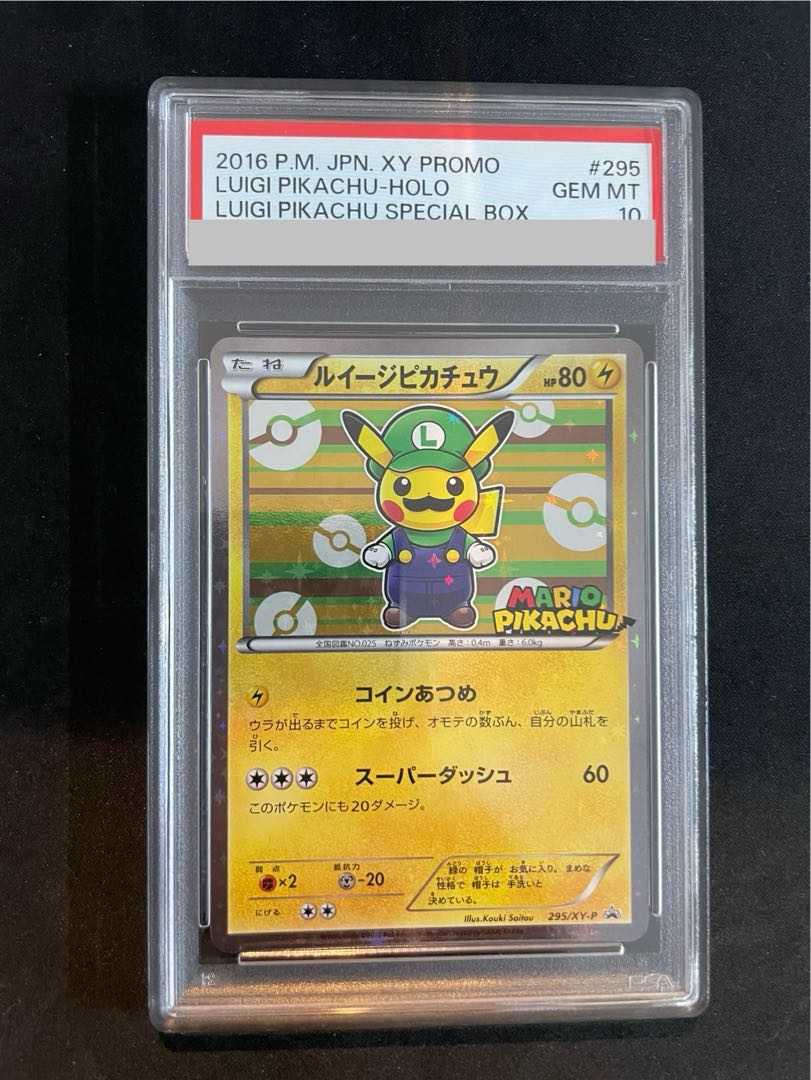 2016 P.M. JPN. XY PROMO #295
LUIGI PIKACHU-HOLO GEM MT
LUIGI PIKACHU SPECIAL BOX 10
たね ルイージピカチュウ HP80
L
MARIO
PIKACHU
全国図鑑NO.025 ねずみポケモン 高さ:0.4m 重さ:6.0kg
コインあつめ
ウラが出るまでコインを投げ、オモテの数ぶん、自分の山札を
引く。
スーパーダッシュ 60
このポケモンにも20ダメージ。
弱点 抵抗力
×2 -20
にげる
緑の帽子がお気に入り。まめな
性格で帽子は手洗いと
決めている。
Illus.Kouki Saitou 295/XY-P
PSA